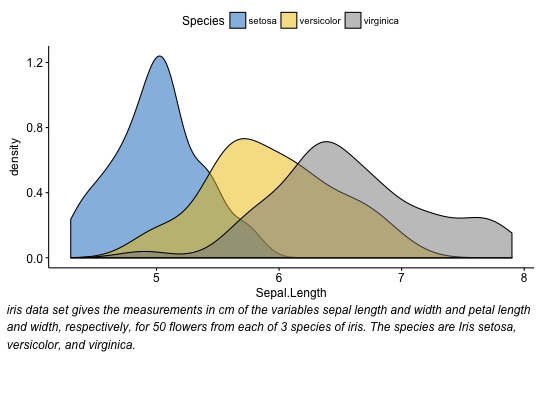 Species setosa versicolor virginica
1.2
0.8
0.4
0.0
density
5 6 7 8
Sepal.Length
iris data set gives the measurements in cm of the variables sepal length and width and petal length
and width, respectively, for 50 flowers from each of 3 species of iris. The species are Iris setosa,
versicolor, and virginica.